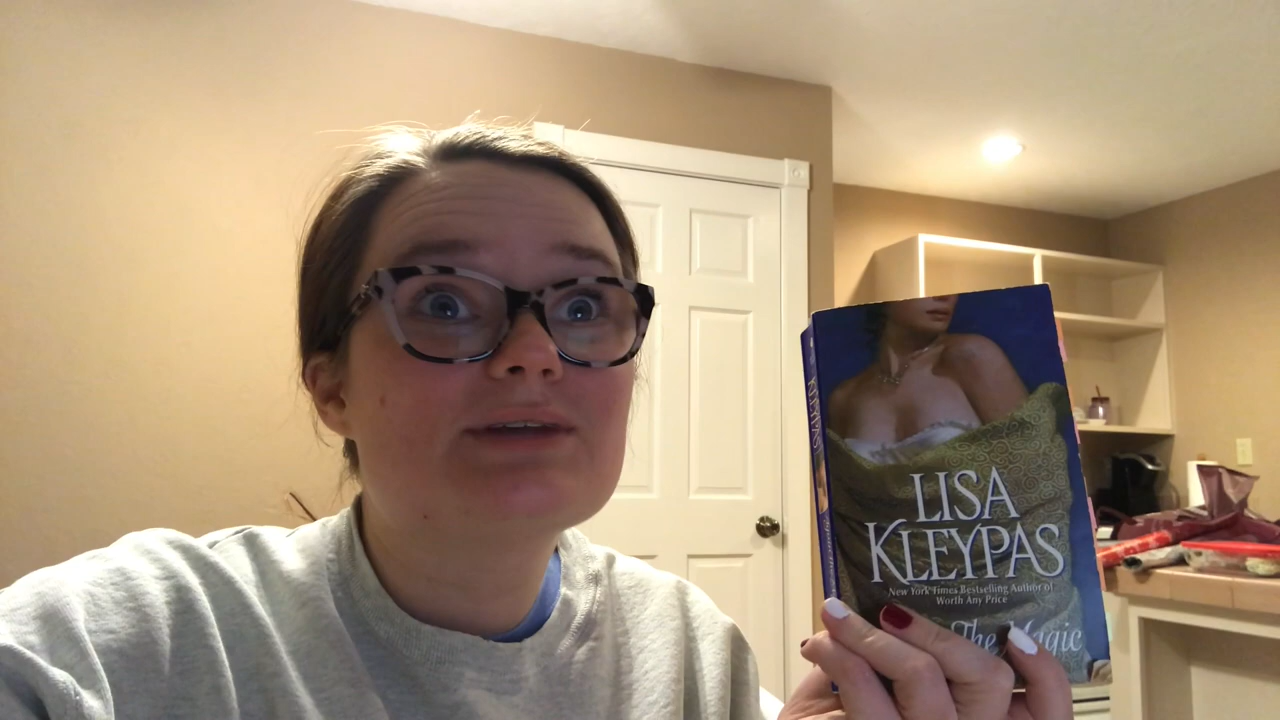 LISA
KLEYPAS
New York Times Bestselling Author of
Worth Any Price
The Magic
KLEYPAS